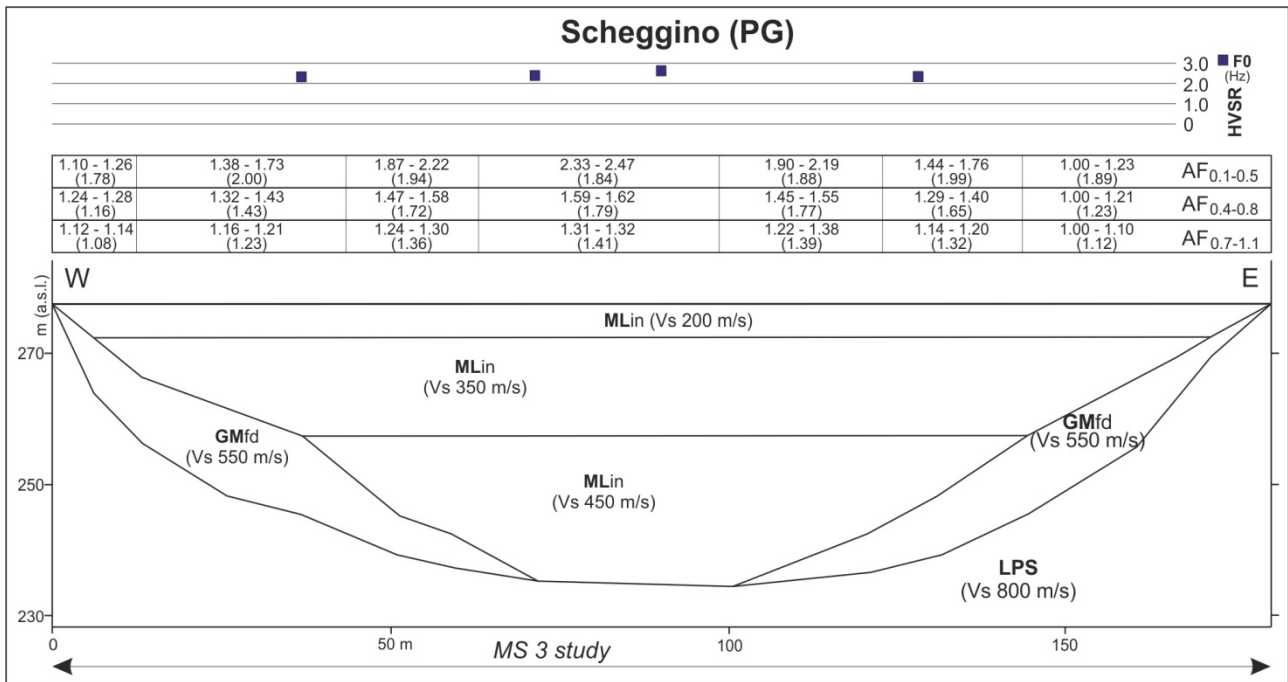 Scheggino (PG)
3.0
2.0
1.0
0
F0
(Hz)
HVSR
1.10 - 1.26 1.38 - 1.73 1.87 - 2.22 2.33 - 2.47 1.90 - 2.19 1.44 - 1.76 1.00 - 1.23 AF0.1-0.5
(1.78) (2.00) (1.94) (1.84) (1.88) (1.99) (1.89)
1.24 - 1.28 1.32 - 1.43 1.47 - 1.58 1.59 - 1.62 1.45 - 1.55 1.29 - 1.40 1.00 - 1.21 AF0.4-0.8
(1.16) (1.43) (1.72) (1.79) (1.77) (1.65) (1.23)
1.12 - 1.14 1.16 - 1.21 1.24 - 1.30 1.31 - 1.32 1.22 - 1.38 1.14 - 1.20 1.00 - 1.10 AF0.7-1.1
(1.08) (1.23) (1.36) (1.41) (1.39) (1.32) (1.12)
W E
m (a.s.l.)
270
250
230
MLin (Vs 200 m/s)
MLin
(Vs 350 m/s)
GMfd
(Vs 550 m/s)
GMfd
(Vs 550 m/s)
MLin
(Vs 450 m/s)
LPS
(Vs 800 m/s)
0 50 m 100 150
MS 3 study